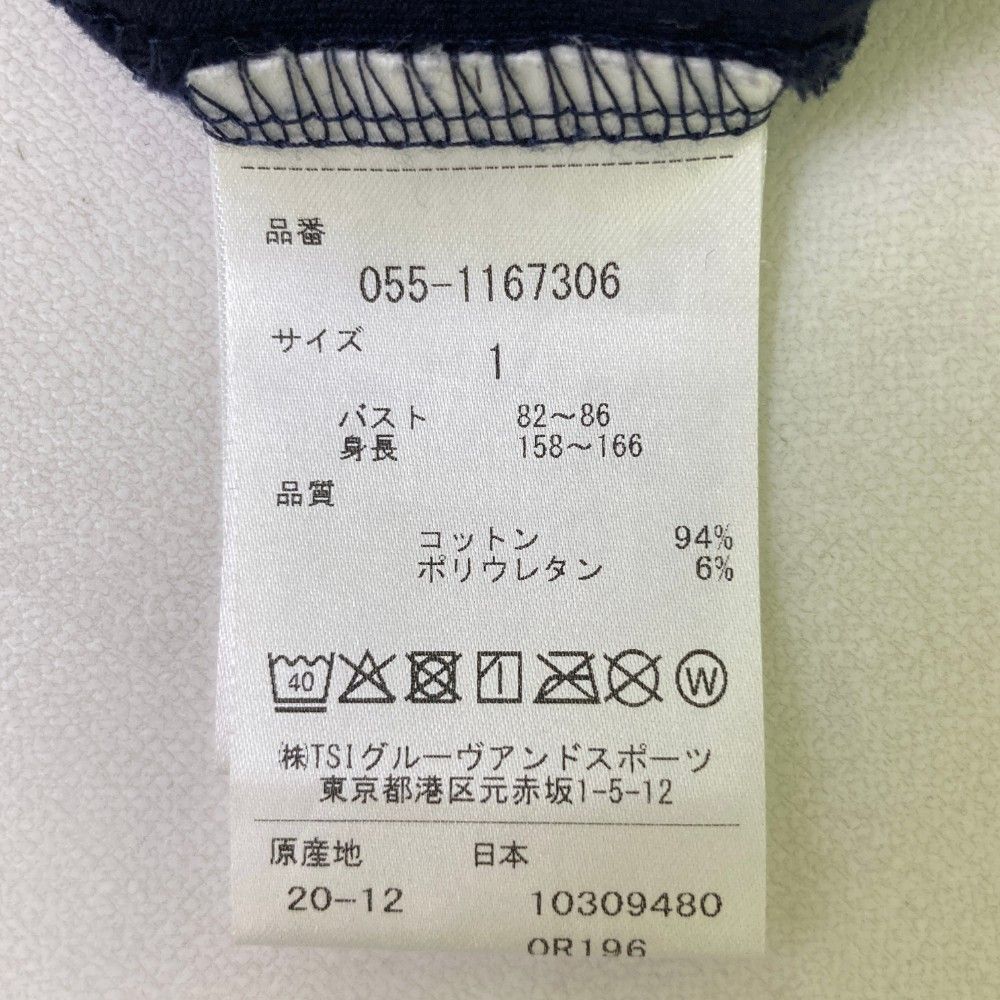 品番
055-1167306
サイズ
1
バスト 82～86
身長 158～166
品質
コットン 94%
ポリウレタン 6%
40 W
㈱TSIグルーヴアンドスポーツ
東京都港区元赤坂1-5-12
原産地 日本
20-12 10309480
OR196